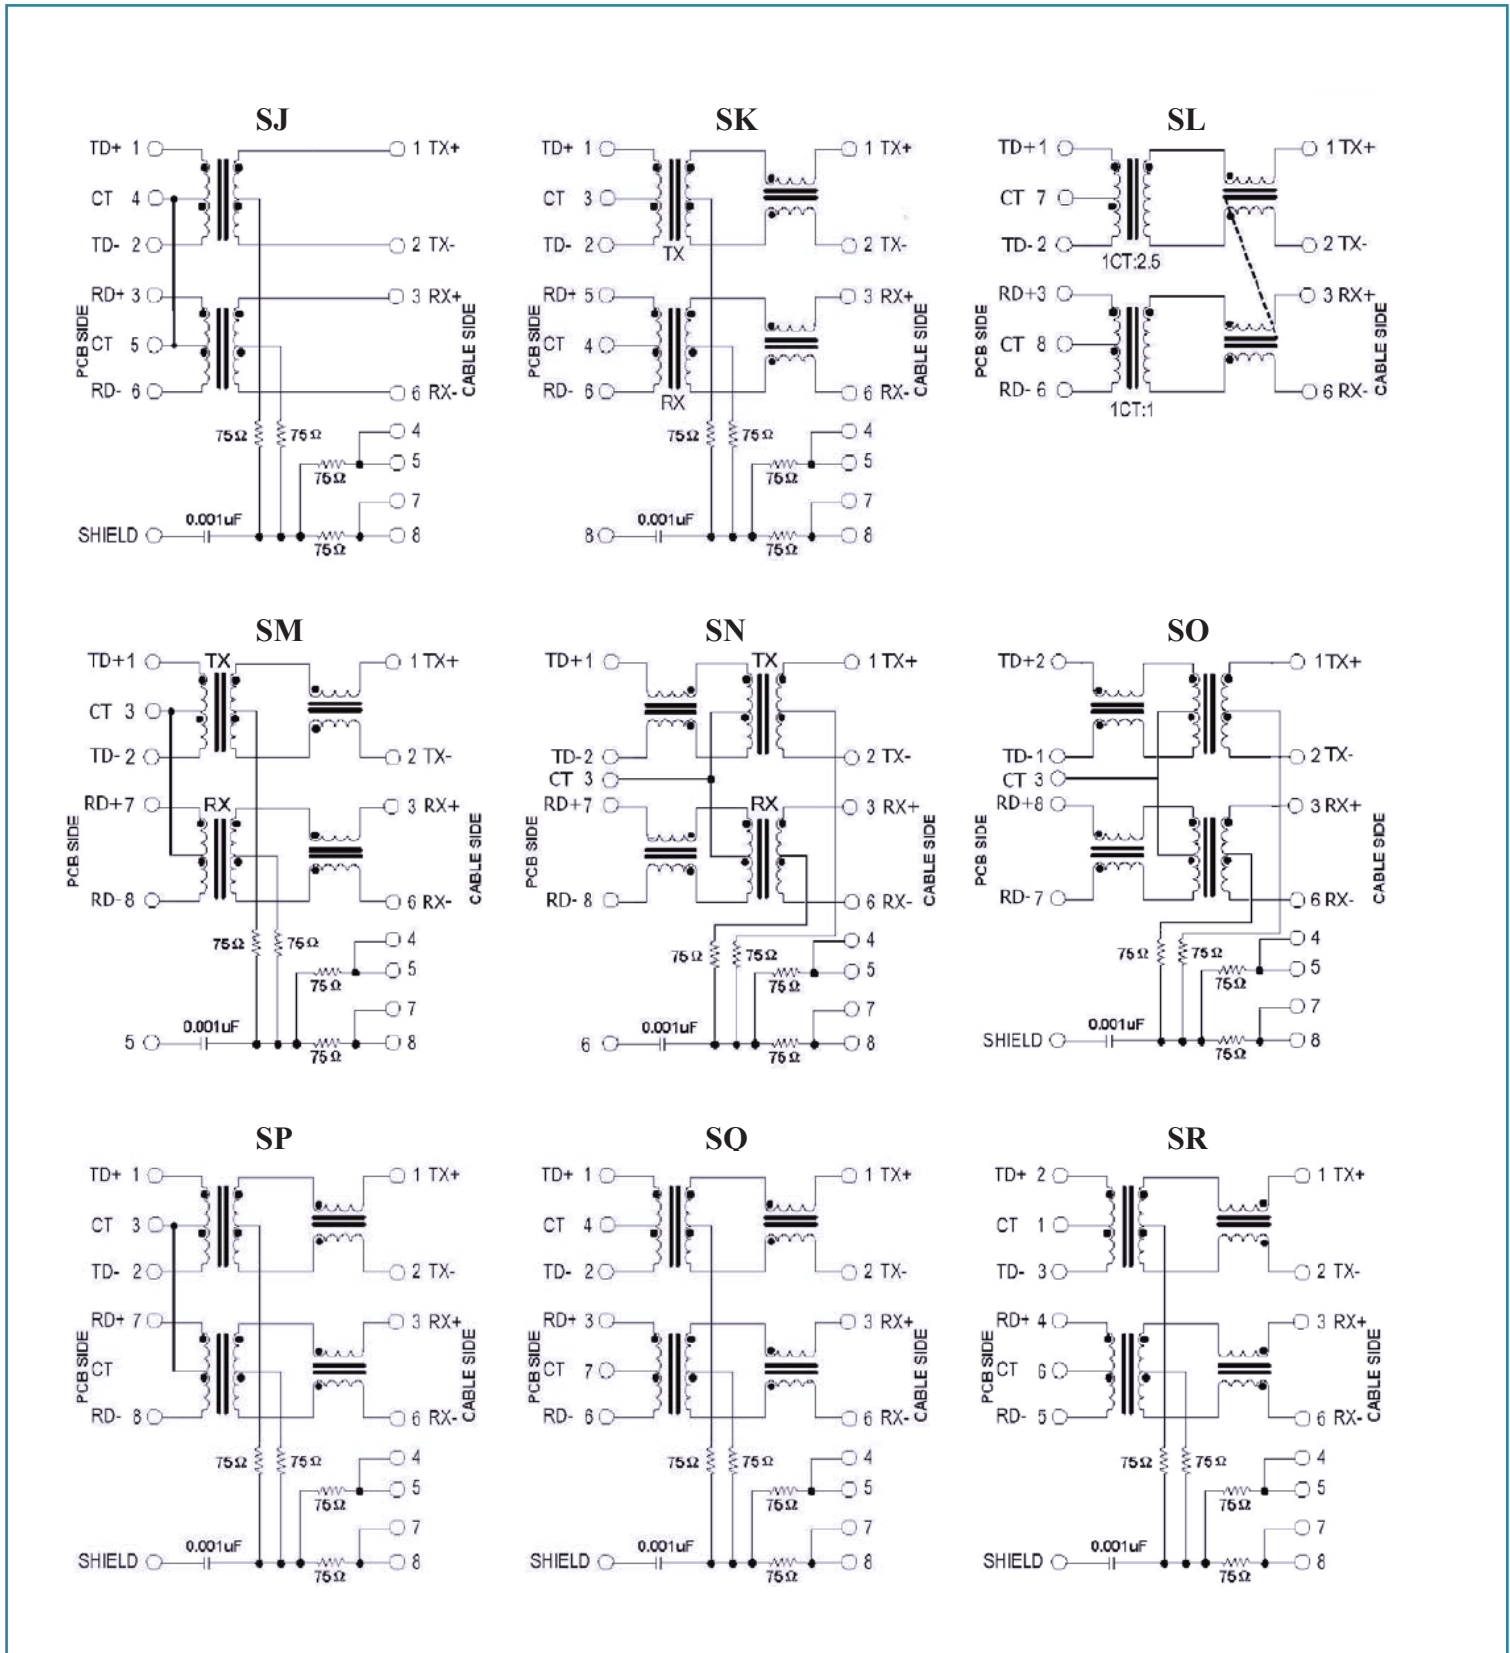 SJ
TD+ 1
1 TX+
CT 4
TD- 2
2 TX-
RD+ 3
3 RX+
CT 5
RD- 6
6 RX-
PCB SIDE
CABLE SIDE
75Ω
75Ω
4
5
75Ω
7
SHIELD
0.001uF
75Ω
8
SK
TD+ 1
1 TX+
CT 3
TD- 2
2 TX-
TX
RD+ 5
3 RX+
CT 4
RD- 6
6 RX-
RX
PCB SIDE
CABLE SIDE
75Ω
75Ω
4
5
75Ω
7
8
0.001uF
75Ω
8
SL
TD+1
1 TX+
CT 7
TD- 2
2 TX-
1CT:2.5
RD+3
3 RX+
CT 8
RD- 6
6 RX-
1CT:1
PCB SIDE
CABLE SIDE
SM
TD+1
TX
1 TX+
CT 3
TD- 2
2 TX-
RD+7
RX
3 RX+
RD-8
6 RX-
PCB SIDE
CABLE SIDE
75Ω
75Ω
4
5
75Ω
7
5
0.001uF
75Ω
8
SN
TD+1
TX
1 TX+
TD-2
2 TX-
CT 3
RD+7
RX
3 RX+
RD- 8
6 RX-
PCB SIDE
CABLE SIDE
75Ω
75Ω
4
5
75Ω
7
6
0.001uF
75Ω
8
SO
TD+2
1 TX+
TD-1
2 TX-
CT 3
RD+8
3 RX+
RD-7
6 RX-
PCB SIDE
CABLE SIDE
75Ω
75Ω
4
5
75Ω
7
SHIELD
0.001uF
75Ω
8
SP
TD+ 1
1 TX+
CT 3
TD- 2
2 TX-
RD+ 7
3 RX+
CT
RD- 8
6 RX-
PCB SIDE
CABLE SIDE
75Ω
75Ω
4
5
75Ω
7
SHIELD
0.001uF
75Ω
8
SQ
TD+ 1
1 TX+
CT 4
TD- 2
2 TX-
RD+ 3
3 RX+
CT 7
RD- 6
6 RX-
PCB SIDE
CABLE SIDE
75Ω
75Ω
4
5
75Ω
7
SHIELD
0.001uF
75Ω
8
SR
TD+ 2
1 TX+
CT 1
TD- 3
2 TX-
RD+ 4
3 RX+
CT 6
RD- 5
6 RX-
PCB SIDE
CABLE SIDE
75Ω
75Ω
4
5
75Ω
7
SHIELD
0.001uF
75Ω
8